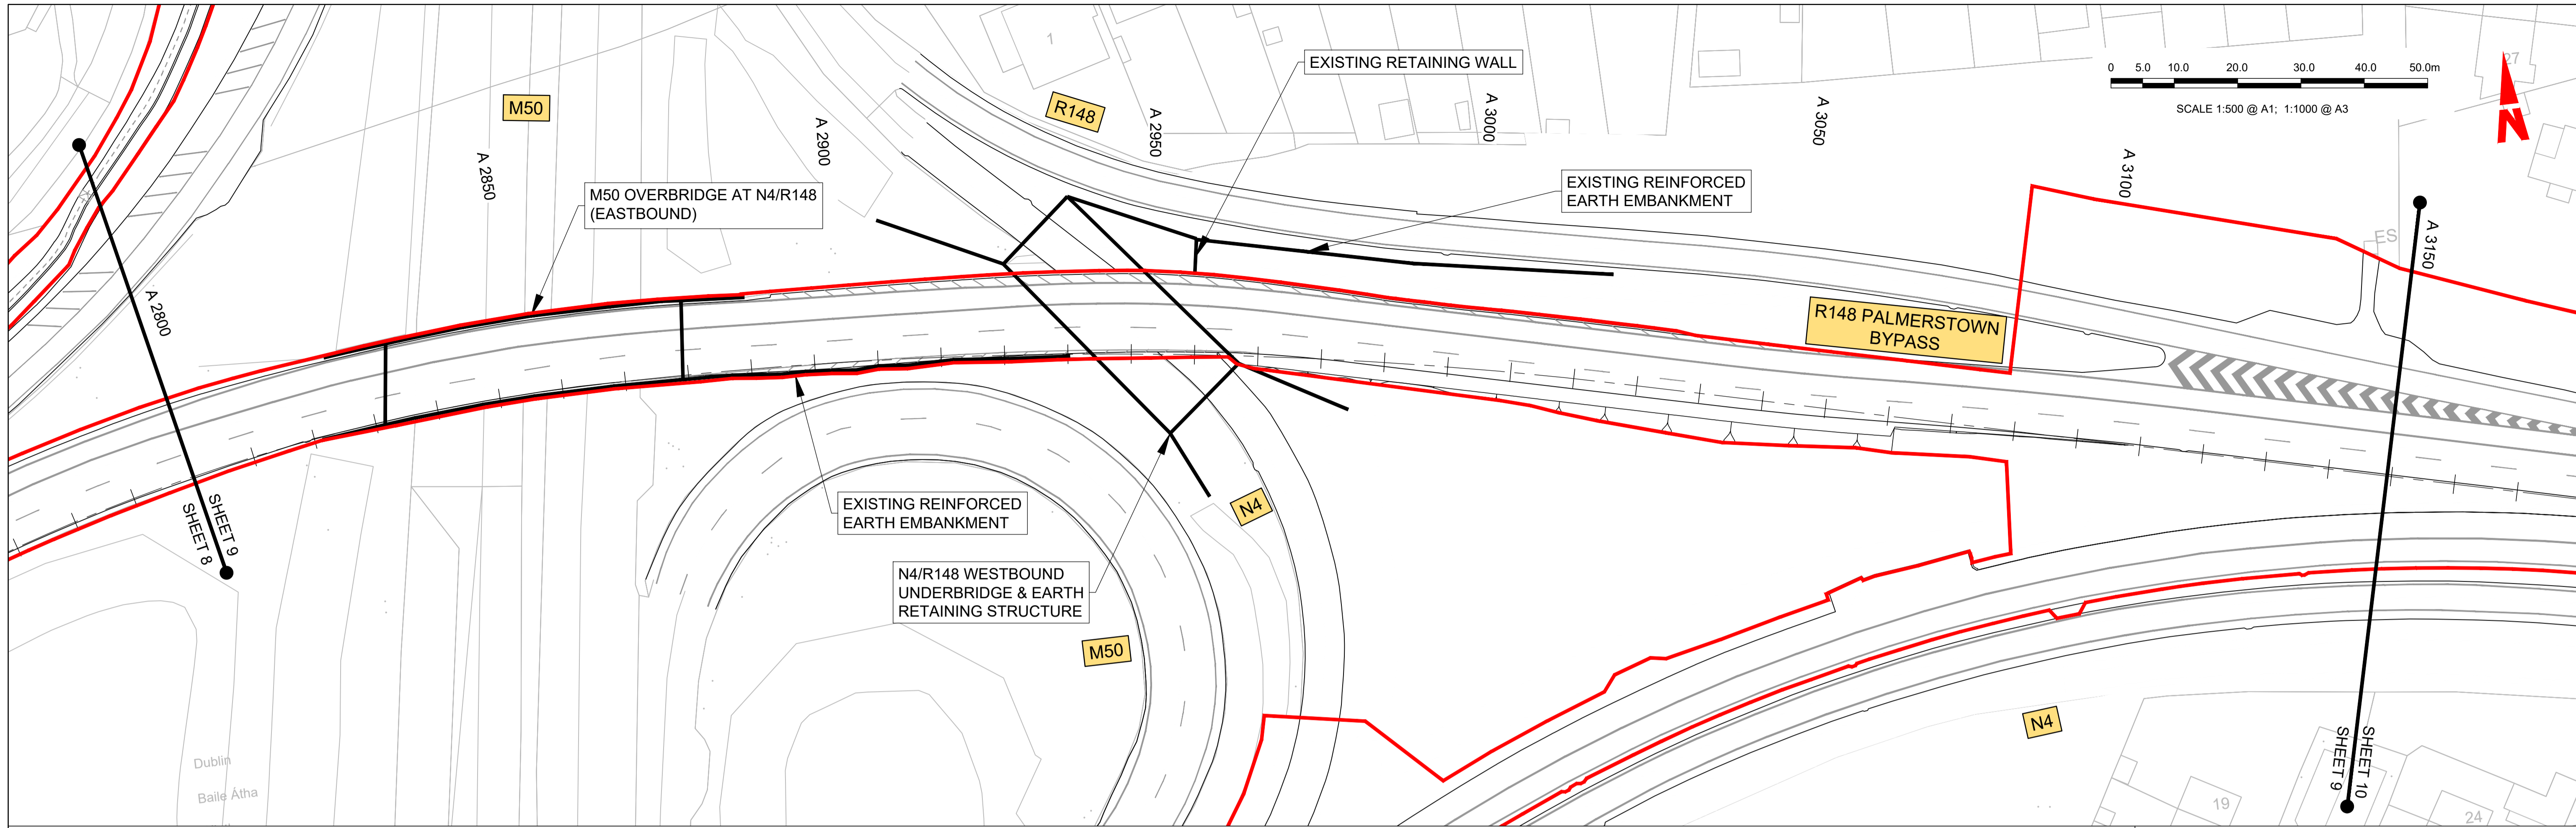 1
27
0 5.0 10.0 20.0 30.0 40.0 50.0m
SCALE 1:500 @ A1; 1:1000 @ A3
N
EXISTING RETAINING WALL
M50
R148
A 2800
A 2850
A 2900
A 2950
A 3000
A 3050
A 3100
A 3150
M50 OVERBRIDGE AT N4/R148
(EASTBOUND)
EXISTING REINFORCED
EARTH EMBANKMENT
ES
R148 PALMERSTOWN
BYPASS
SHEET 9
SHEET 8
EXISTING REINFORCED
EARTH EMBANKMENT
N4
N4/R148 WESTBOUND
UNDERBRIDGE & EARTH
RETAINING STRUCTURE
M50
N4
SHEET 10
SHEET 9
Dublin
Baile Átha
19
24